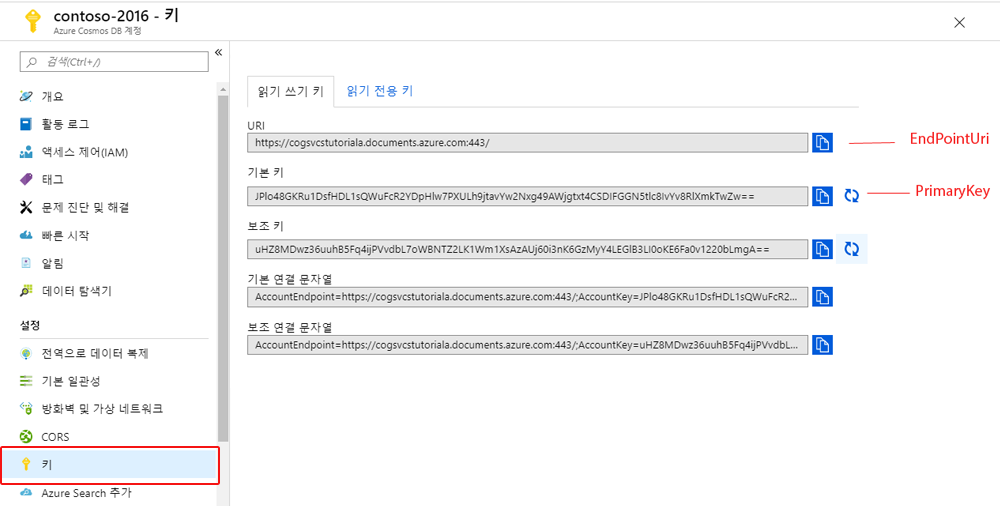 contoso-2016 - 키
Azure Cosmos DB 계정
검색(Ctrl+/)
개요
활동 로그
액세스 제어(IAM)
태그
문제 진단 및 해결
빠른 시작
알림
데이터 탐색기
설정
전역으로 데이터 복제
기본 일관성
방화벽 및 가상 네트워크
CORS
키
Azure Search 추가
읽기 쓰기 키
읽기 전용 키
URI
https://cogsvcstutoriala.documents.azure.com:443/
EndPointUri
기본 키
JPlo48GKRu1DsfHDL1sQWuFcR2YDpHlw7PXULh9jtavYw2Nxg49AWjgtxt4CSDIFGGN5tlc8IvYv8RlXmkTwZw==
PrimaryKey
보조 키
uHZ8MDwz36uuhB5Fq4ijPVvdbL7oWBNTZ2LK1Wm1XsAzAUj60i3nK6GzMyY4LEGlB3LI0oKE6Fa0v1220bLmgA==
기본 연결 문자열
AccountEndpoint=https://cogsvcstutoriala.documents.azure.com:443/;AccountKey=JPlo48GKRu1DsfHDL1sQWuFcR2...
보조 연결 문자열
AccountEndpoint=https://cogsvcstutoriala.documents.azure.com:443/;AccountKey=uHZ8MDwz36uuhB5Fq4ijPVvdbL...